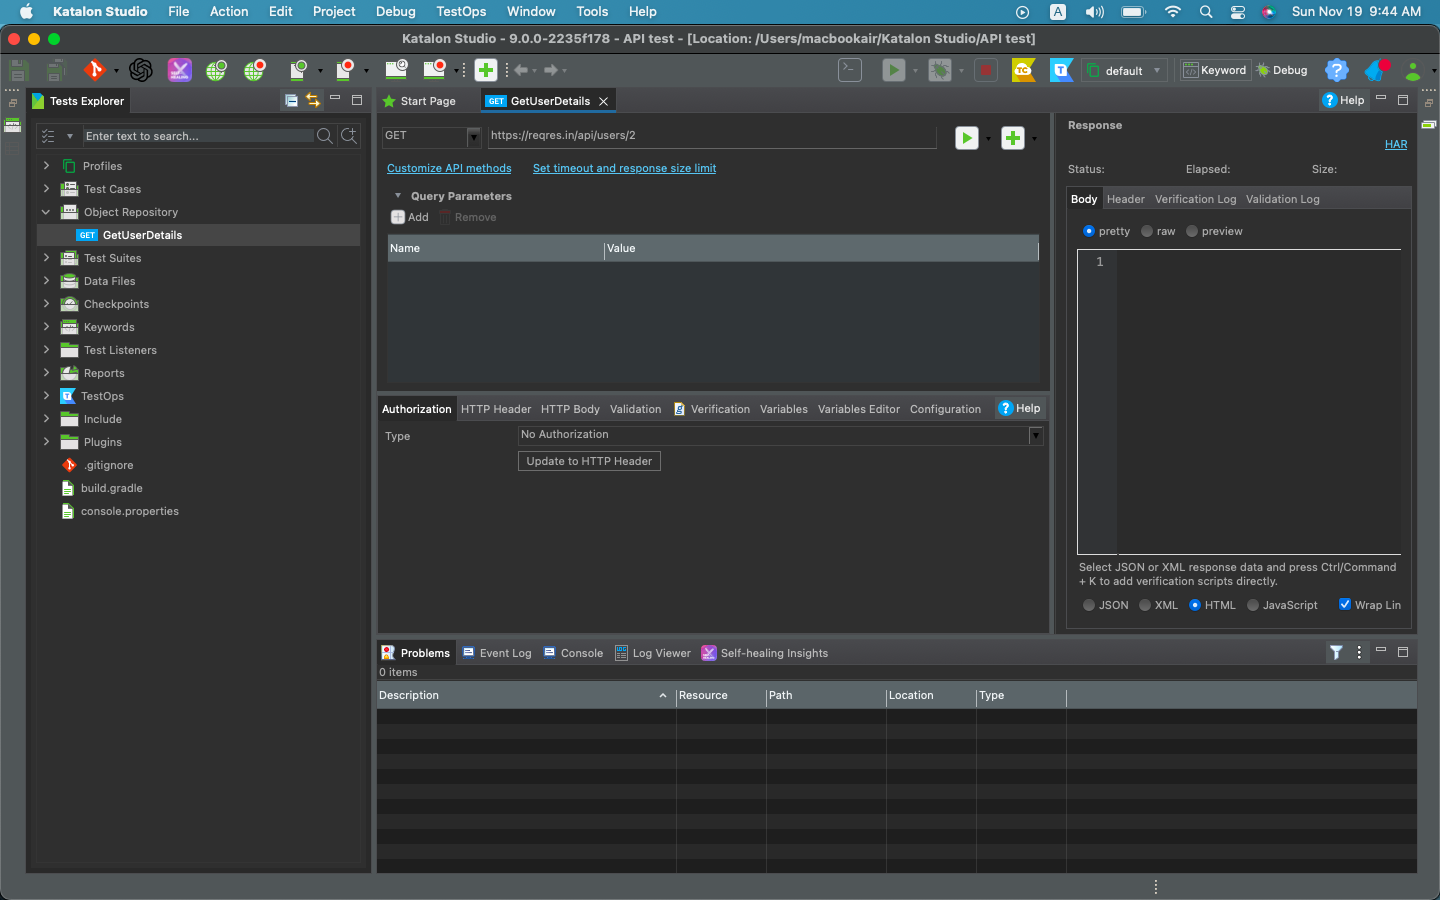 Katalon Studio File Action Edit Project Debug TestOps Window Tools Help A Sun Nov 19 9:44 AM
Katalon Studio - 9.0.0-2235f178 - API test - [Location: /Users/macbookair/Katalon Studio/API test]
TC T default Keyword Debug ?
Tests Explorer
Start Page
GET GetUserDetails
? Help
Enter text to search...
Profiles
Test Cases
Object Repository
GET GetUserDetails
Test Suites
Data Files
Checkpoints
Keywords
Test Listeners
Reports
TestOps
Include
Plugins
.gitignore
build.gradle
console.properties
GET https://reqres.in/api/users/2
Customize API methods Set timeout and response size limit
Query Parameters
Add Remove
Name Value
Authorization HTTP Header HTTP Body Validation Verification Variables Variables Editor Configuration ? Help
Type No Authorization
Update to HTTP Header
Response
HAR
Status: Elapsed: Size:
Body Header Verification Log Validation Log
pretty raw preview
1
Select JSON or XML response data and press Ctrl/Command
+ K to add verification scripts directly.
JSON XML HTML JavaScript Wrap Lin
Problems Event Log Console Log Viewer Self-healing Insights
0 items
Description Resource Path Location Type